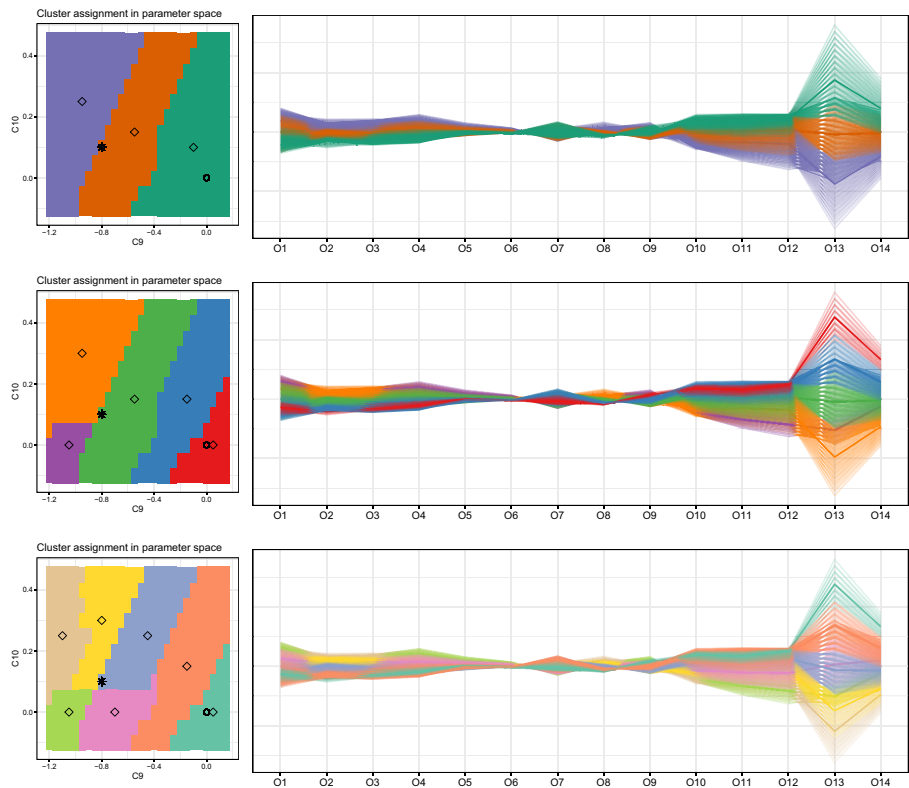 Cluster assignment in parameter space
0.4
0.2
0.0
C10
−1.2 −0.8 −0.4 0.0
C9
O1 O2 O3 O4 O5 O6 O7 O8 O9 O10 O11 O12 O13 O14
Cluster assignment in parameter space
0.4
0.2
0.0
C10
−1.2 −0.8 −0.4 0.0
C9
O1 O2 O3 O4 O5 O6 O7 O8 O9 O10 O11 O12 O13 O14
Cluster assignment in parameter space
0.4
0.2
0.0
C10
−1.2 −0.8 −0.4 0.0
C9
O1 O2 O3 O4 O5 O6 O7 O8 O9 O10 O11 O12 O13 O14